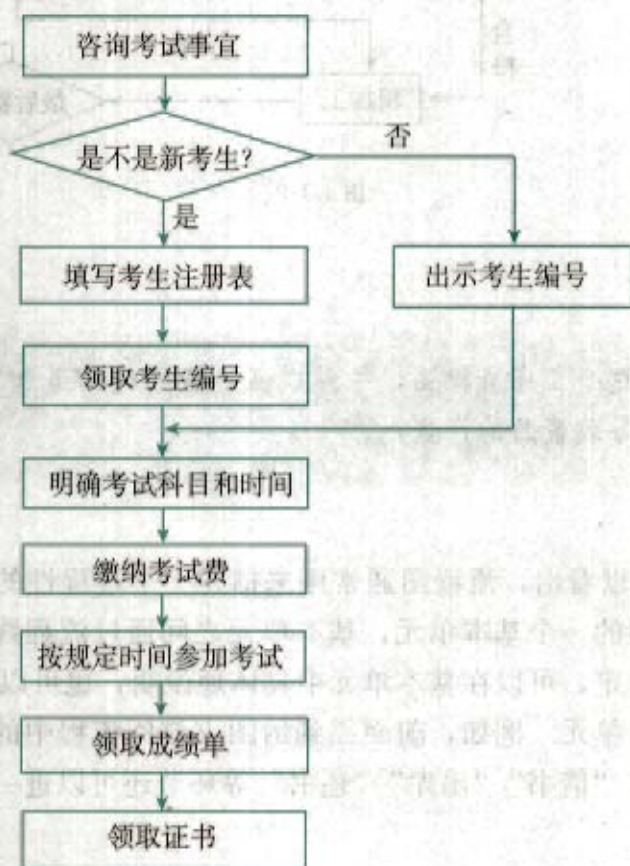 咨询考试事宜
是不是新考生?
否
是
填写考生注册表
出示考生编号
领取考生编号
明确考试科目和时间
缴纳考试费
按规定时间参加考试
领取成绩单
领取证书